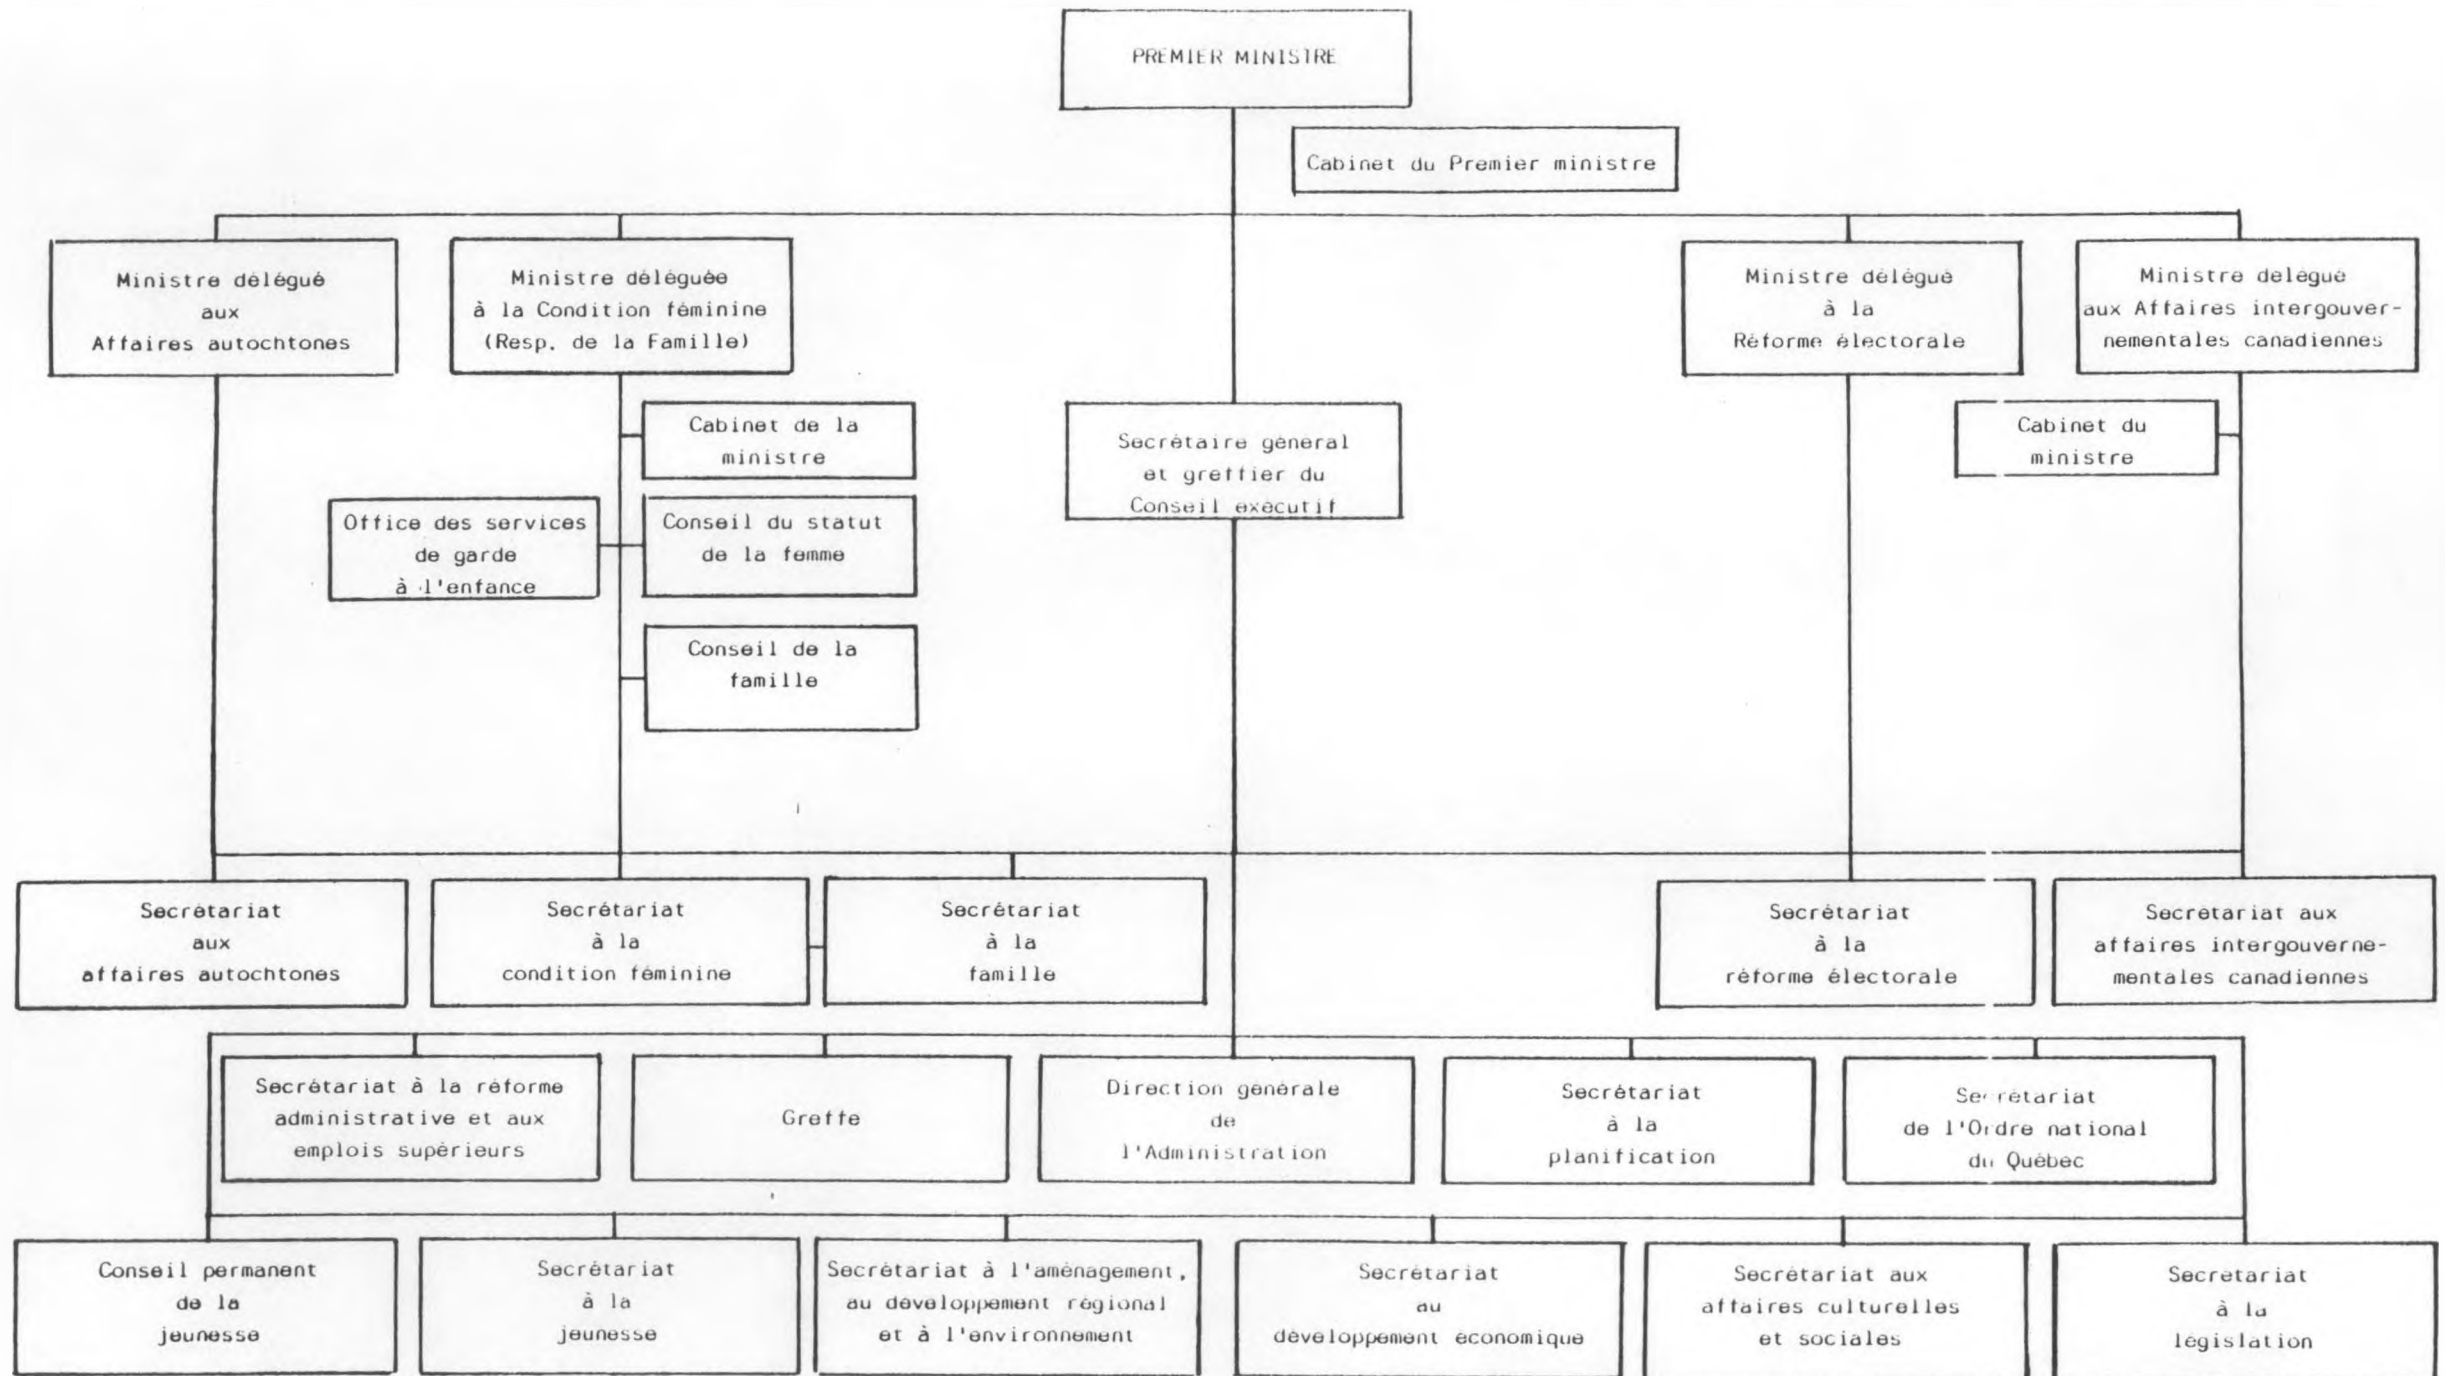 PREMIER MINISTRE
Cabinet du Premier ministre
Ministre délégué
aux
Affaires autochtones
Ministre déléguée
à la Condition féminine
(Resp. de la Famille)
Ministre délégué
à la
Réforme électorale
Ministre délégué
aux Affaires intergouver-
nementales canadiennes
Cabinet de la
ministre
Office des services
de garde
à l'enfance
Conseil du statut
de la femme
Conseil de la
famille
Secrétaire général
et greffier du
Conseil exécutif
Cabinet du
ministre
Secrétariat
aux
affaires autochtones
Secrétariat
à la
condition féminine
Secrétariat
à la
famille
Secrétariat
à la
réforme électorale
Secrétariat aux
affaires intergouverne-
mentales canadiennes
Secrétariat à la réforme
administrative et aux
emplois supérieurs
Greffe
Direction générale
de
l'Administration
Secrétariat
à la
planification
Secrétariat
de l'Ordre national
du Québec
Conseil permanent
de la
jeunesse
Secrétariat
à la
jeunesse
Secrétariat à l'aménagement,
au développement régional
et à l'environnement
Secrétariat
au
développement économique
Secrétariat aux
affaires culturelles
et sociales
Secrétariat
à la
législation